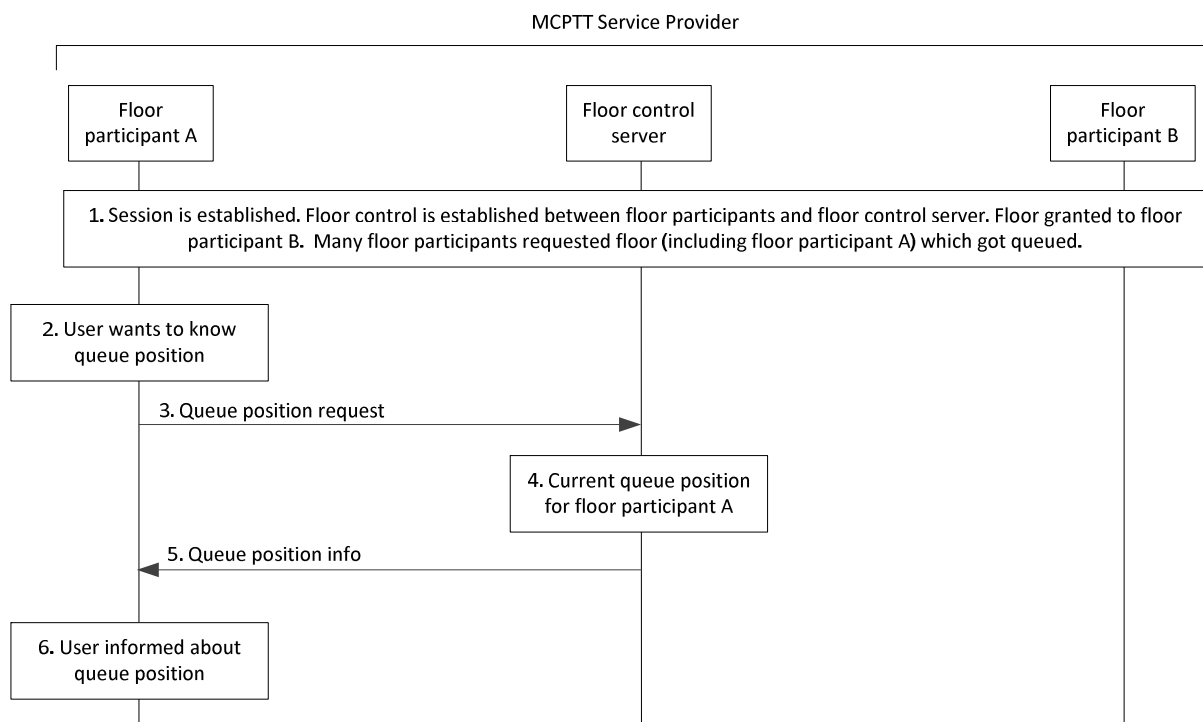 MCPTT Service Provider
Floor
participant A
Floor control
server
Floor
participant B
1. Session is established. Floor control is established between floor participants and floor control server. Floor granted to floor
participant B. Many floor participants requested floor (including floor participant A) which got queued.
2. User wants to know
queue position
3. Queue position request
4. Current queue position
for floor participant A
5. Queue position info
6. User informed about
queue position